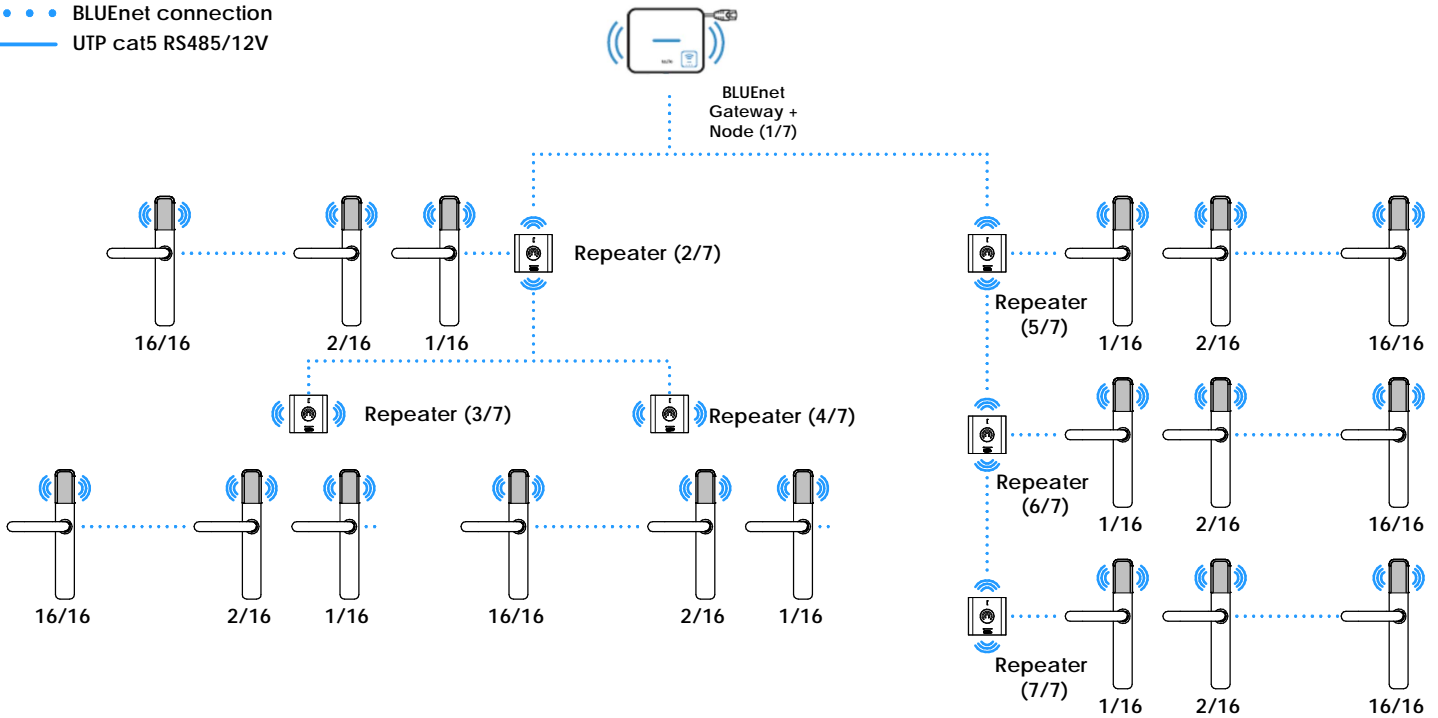 BLUEnet connection
UTP cat5 RS485/12V
BLUEnet
Gateway +
Node (1/7)
Repeater (2/7)
16/16
2/16
1/16
Repeater
(5/7)
1/16
2/16
16/16
Repeater (3/7)
Repeater (4/7)
Repeater
(6/7)
1/16
2/16
16/16
16/16
2/16
1/16
16/16
2/16
1/16
Repeater
(7/7)
1/16
2/16
16/16